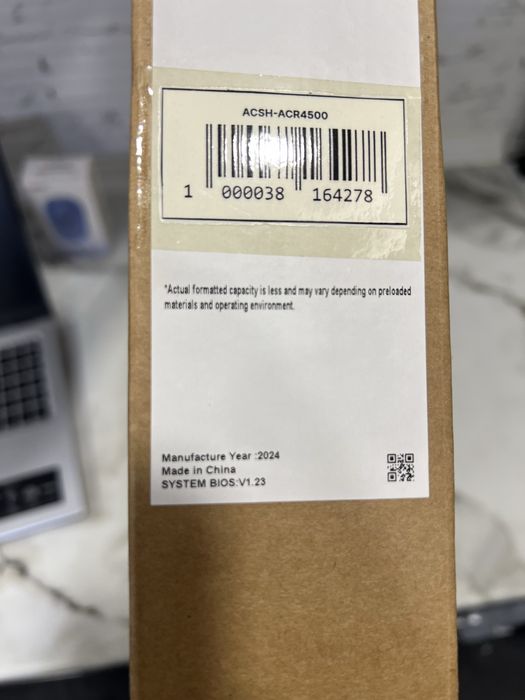 ACSH-ACR4500
1 000038 164278
*Actual formatted capacity is less and may vary depending on preloaded
materials and operating environment.
Manufacture Year :2024
Made in China
SYSTEM BIOS:V1.23